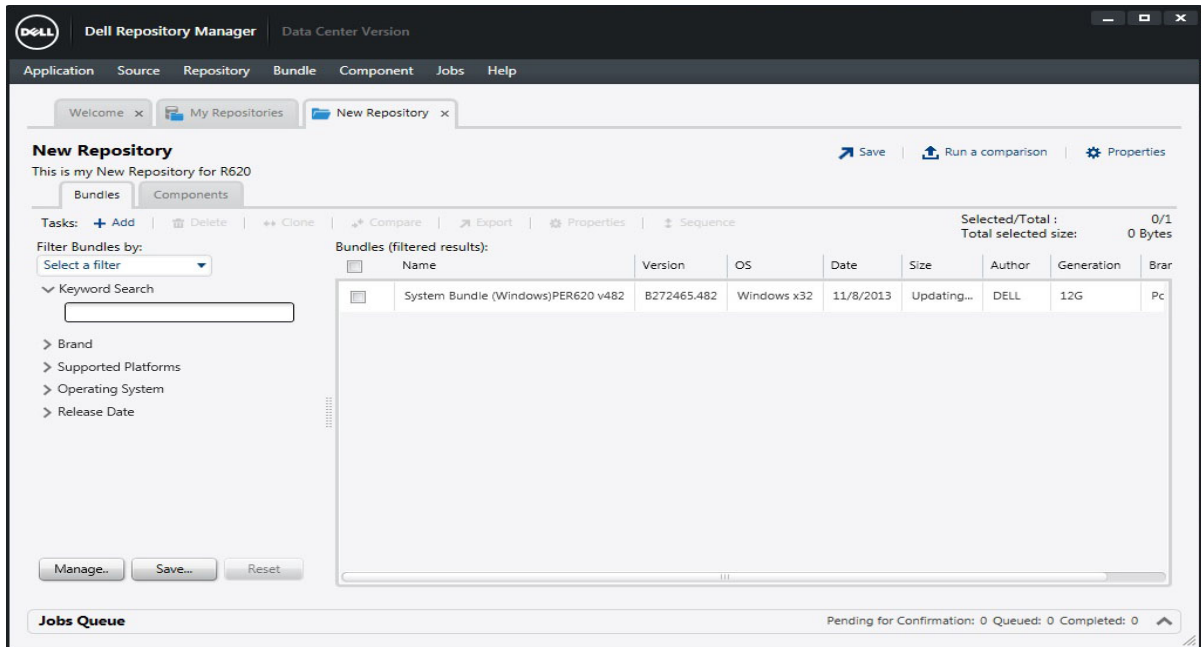 DELL Dell Repository Manager Data Center Version
Application Source Repository Bundle Component Jobs Help
Welcome x My Repositories New Repository x
New Repository
Save Run a comparison Properties
This is my New Repository for R620
Bundles Components
Tasks: + Add Delete Clone Compare Export Properties Sequence
Selected/Total : 0/1
Total selected size: 0 Bytes
Filter Bundles by:
Select a filter
Keyword Search
Brand
Supported Platforms
Operating System
Release Date
Manage.. Save... Reset
Bundles (filtered results):
Name Version OS Date Size Author Generation Brar
System Bundle (Windows)PER620 v482 B272465.482 Windows x32 11/8/2013 Updating... DELL 12G Pc
Jobs Queue
Pending for Confirmation: 0 Queued: 0 Completed: 0